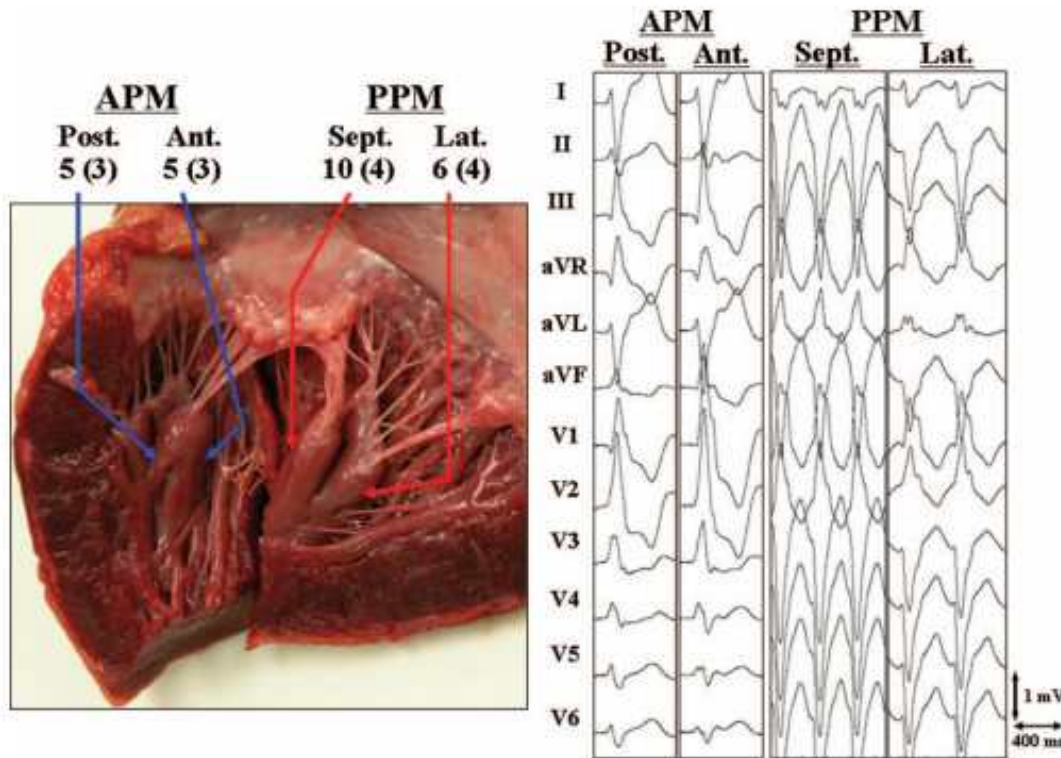 APM PPM
Post. Ant. Sept. Lat.
5 (3) 5 (3) 10 (4) 6 (4)
APM PPM
Post. Ant. Sept. Lat.
I
II
III
aVR
aVL
aVF
V1
V2
V3
V4
V5
V6
1 mV
400 ms